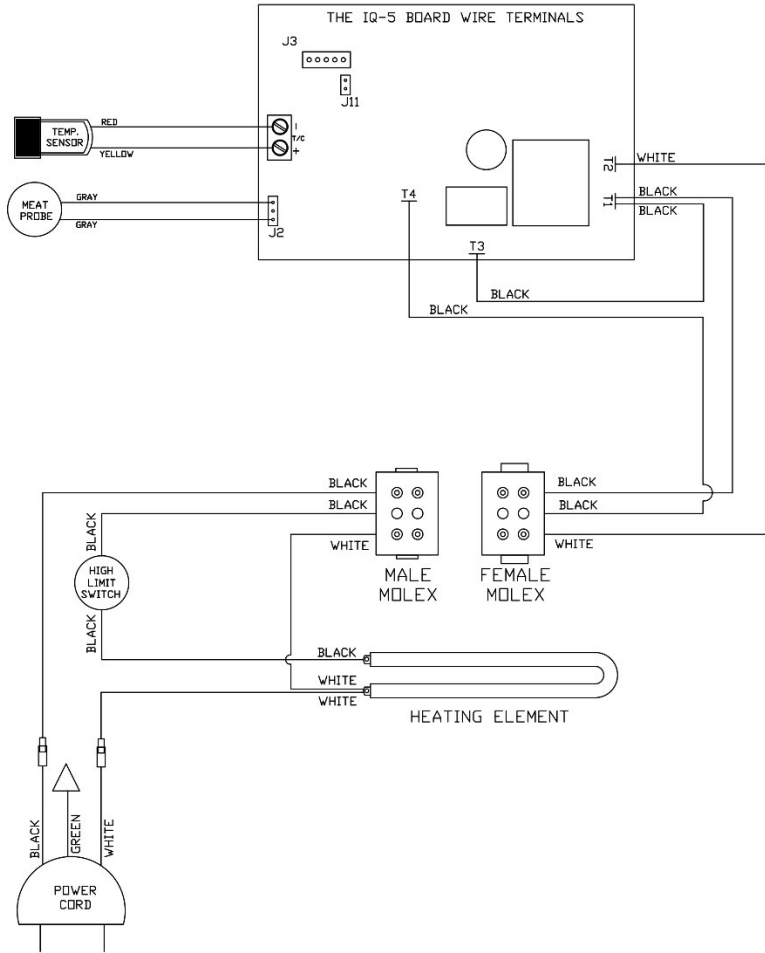 THE IQ-5 BOARD WIRE TERMINALS
J3
J11
RED
TEMP.
SENSOR
YELLOW
-
T/C
+
GRAY
MEAT
PROBE
GRAY
J2
T4
T3
T2
WHITE
T1
BLACK
BLACK
BLACK
BLACK
BLACK
BLACK
WHITE
MALE
MOLEX
BLACK
BLACK
WHITE
FEMALE
MOLEX
BLACK
HIGH
LIMIT
SWITCH
BLACK
BLACK
WHITE
WHITE
HEATING ELEMENT
BLACK
GREEN
WHITE
POWER
CORD